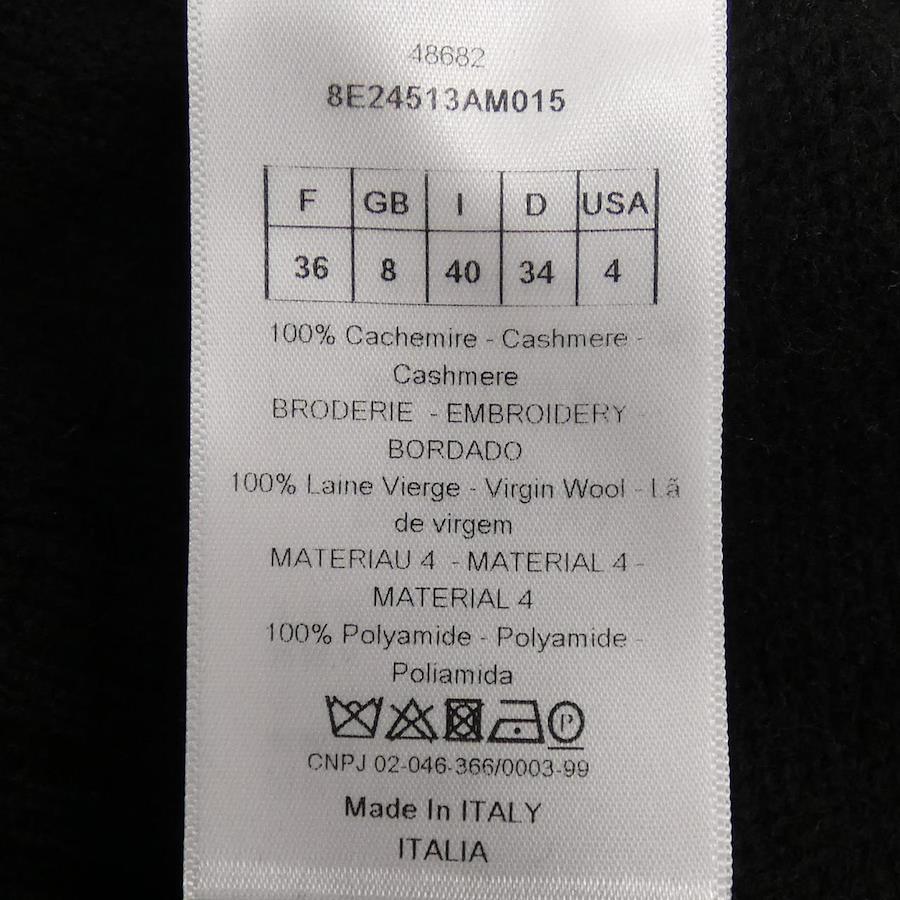 48682
8E24513AM015
F GB I D USA
36 8 40 34 4
100% Cachemire - Cashmere -
Cashmere
BRODERIE - EMBROIDERY -
BORDADO
100% Laine Vierge - Virgin Wool - Lã
de virgem
MATERIAU 4 - MATERIAL 4 -
MATERIAL 4
100% Polyamide - Polyamide -
Poliamida
P
CNPJ 02-046-366/0003-99
Made In ITALY
ITALIA